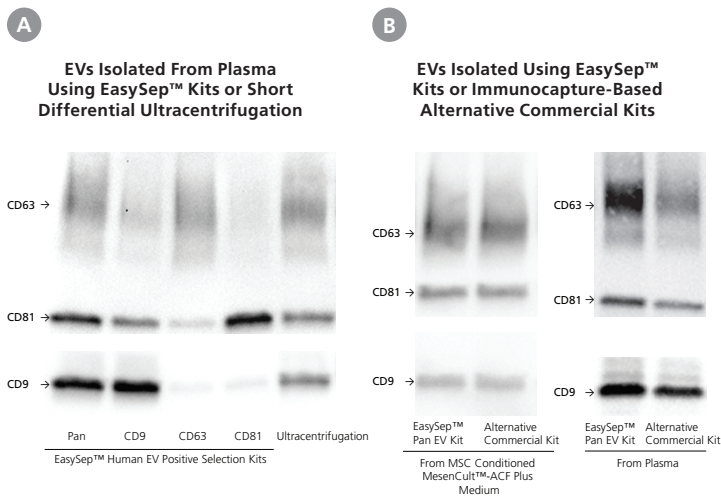 A
EVs Isolated From Plasma
Using EasySep™ Kits or Short
Differential Ultracentrifugation
CD63 →
CD81 →
CD9 →
Pan CD9 CD63 CD81 Ultracentrifugation
EasySep™ Human EV Positive Selection Kits
B
EVs Isolated Using EasySep™
Kits or Immunocapture-Based
Alternative Commercial Kits
CD63 →
CD81 →
CD9 →
EasySep™ Alternative
Pan EV Kit Commercial Kit
From MSC Conditioned
MesenCult™-ACF Plus
Medium
CD63 →
CD81 →
CD9 →
EasySep™ Alternative
Pan EV Kit Commercial Kit
From Plasma